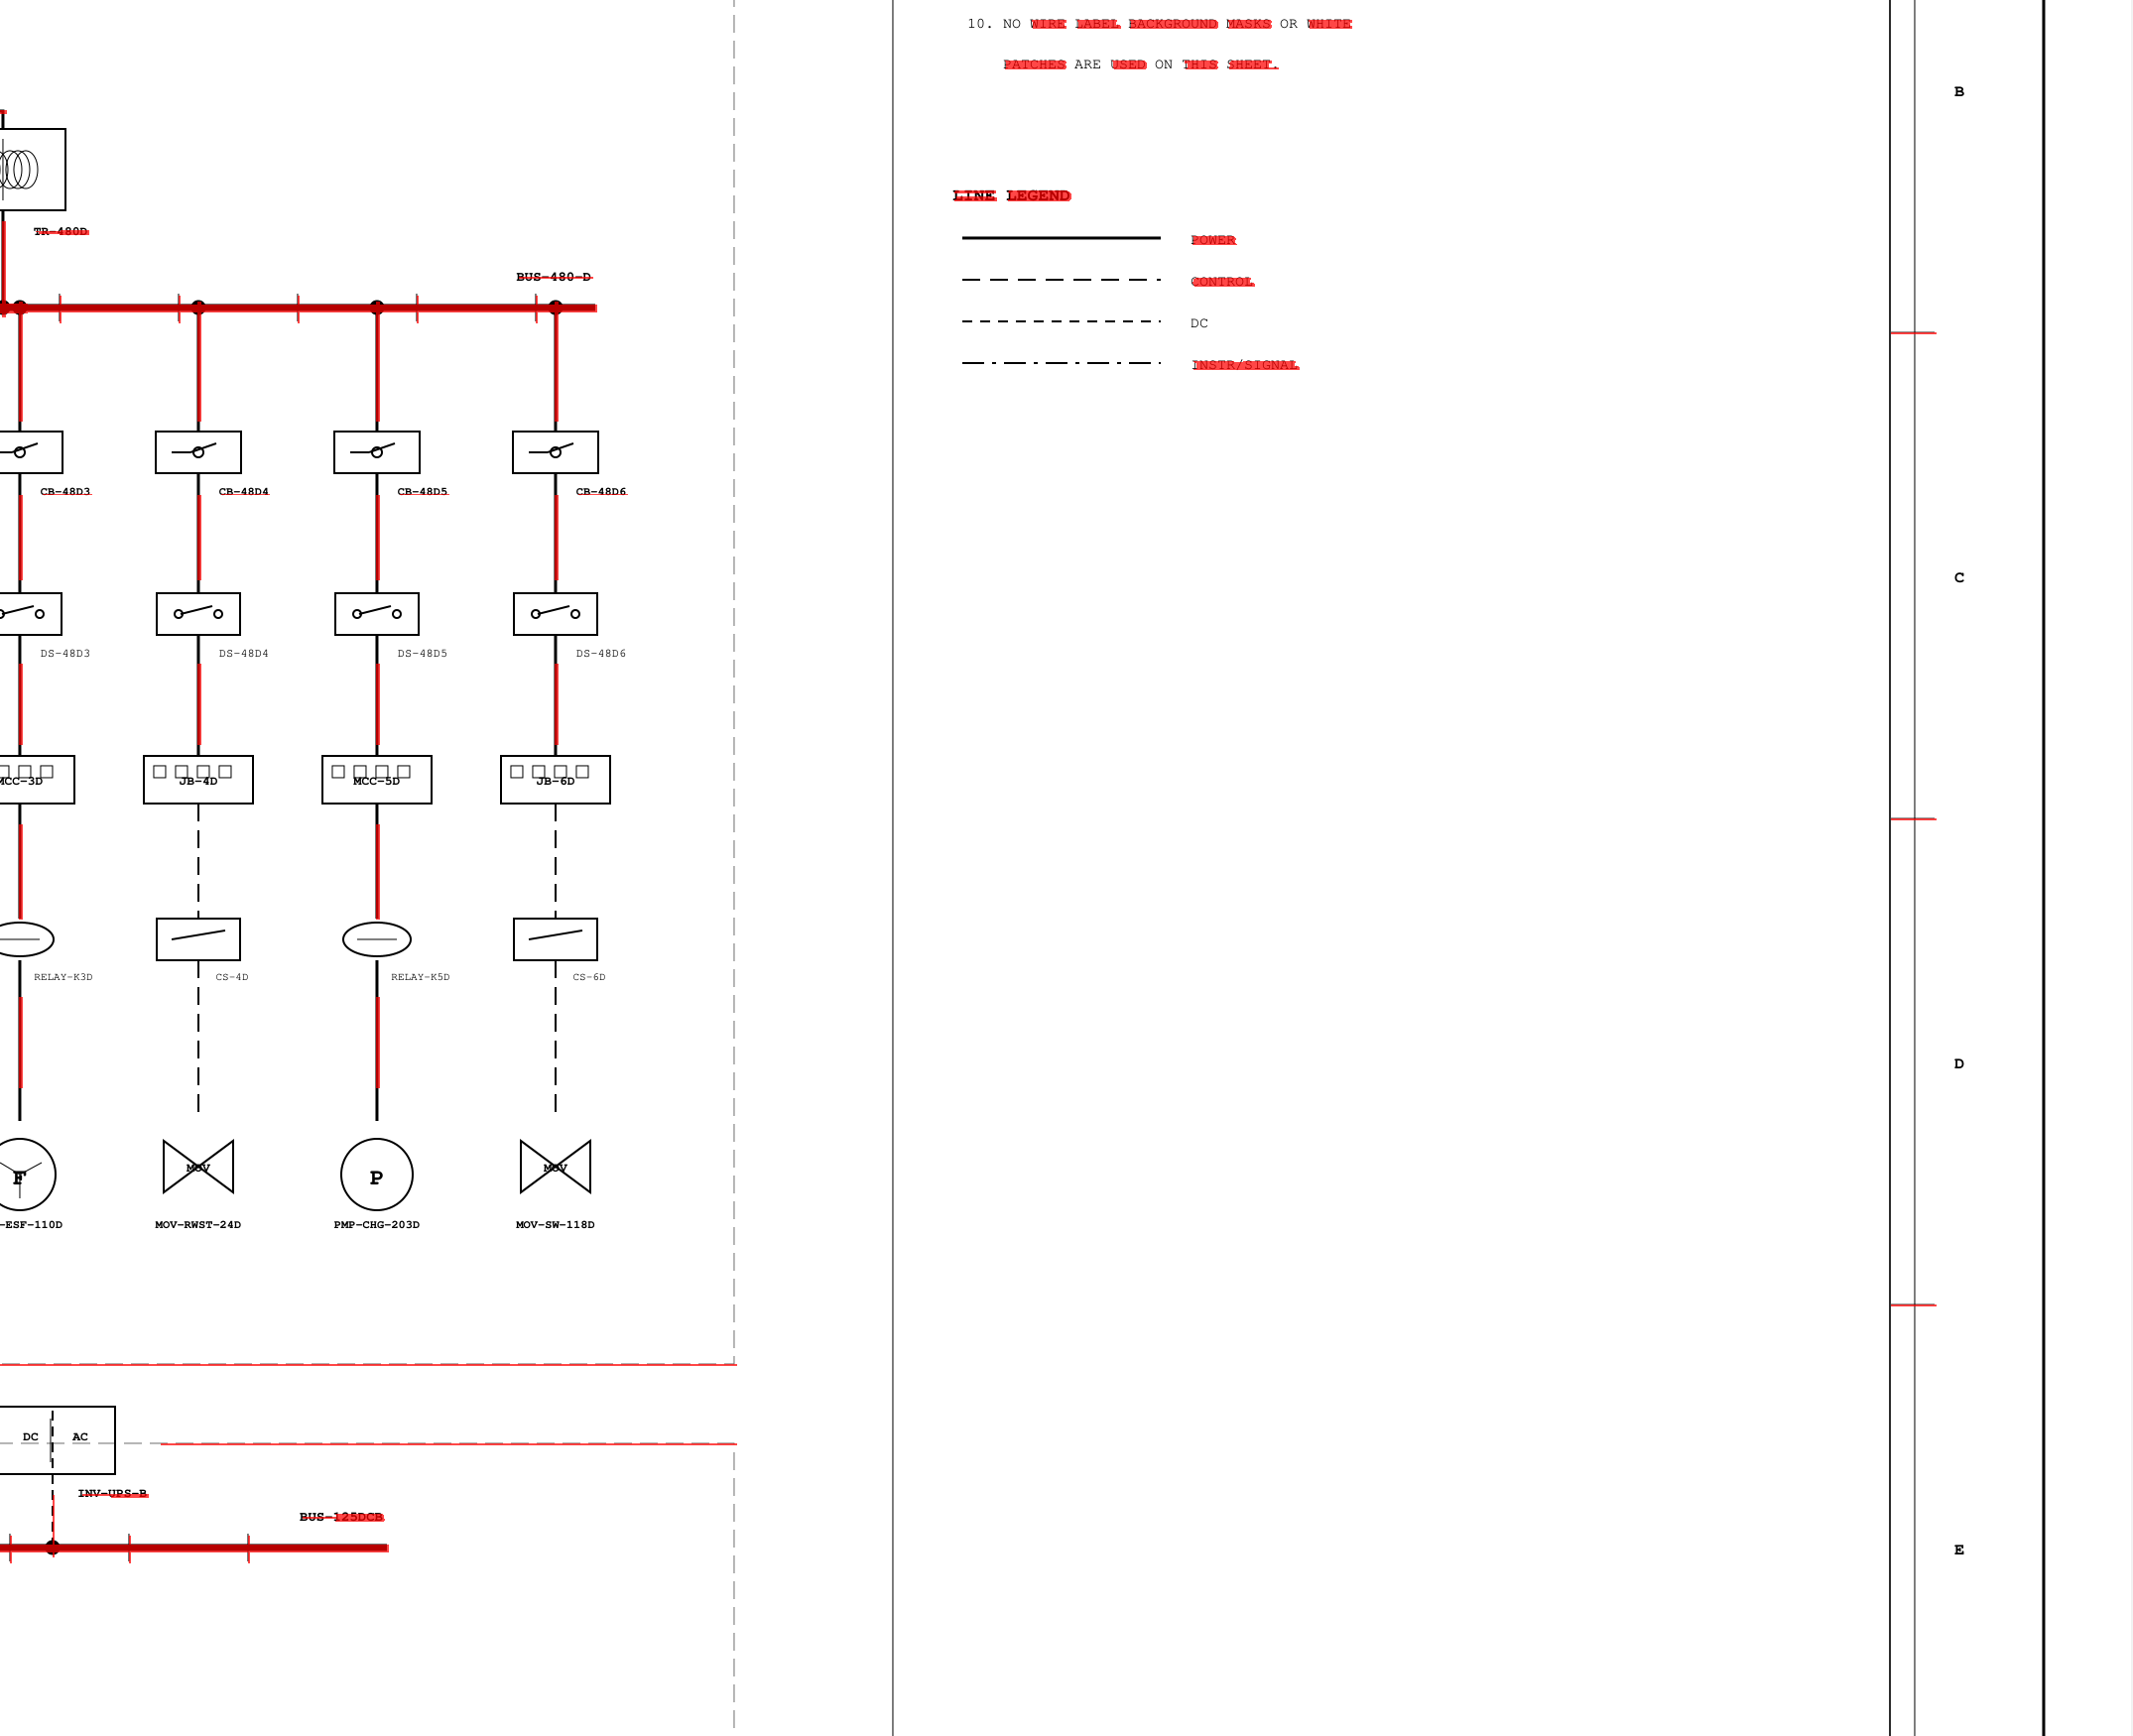 10. NO WIRE LABEL BACKGROUND MASKS OR WHITE
PATCHES ARE USED ON THIS SHEET.
B
LINE LEGEND
TR-480D
POWER
BUS-480-D
CONTROL
DC
INSTR/SIGNAL
CB-48D3 CB-48D4 CB-48D5 CB-48D6
C
DS-48D3 DS-48D4 DS-48D5 DS-48D6
MCC-3D JB-4D MCC-5D JB-6D
RELAY-K3D CS-4D RELAY-K5D CS-6D
D
F MOV P MOV
-ESF-110D MOV-RWST-24D PMP-CHG-203D MOV-SW-118D
DC AC
INV-UPS-B
BUS-125DCB
E